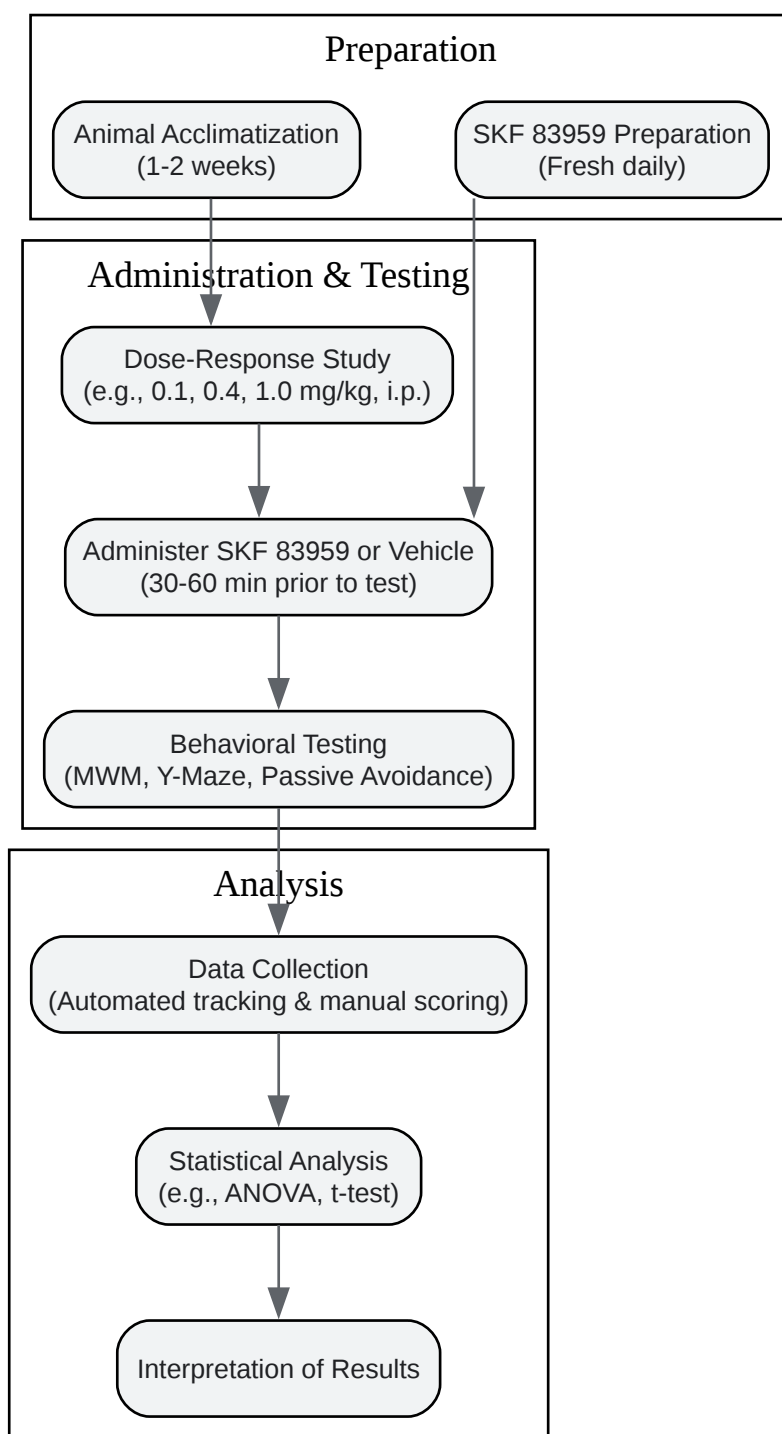 Preparation
Animal Acclimatization
(1-2 weeks)
SKF 83959 Preparation
(Fresh daily)
Administration & Testing
Dose-Response Study
(e.g., 0.1, 0.4, 1.0 mg/kg, i.p.)
Administer SKF 83959 or Vehicle
(30-60 min prior to test)
Behavioral Testing
(MWM, Y-Maze, Passive Avoidance)
Analysis
Data Collection
(Automated tracking & manual scoring)
Statistical Analysis
(e.g., ANOVA, t-test)
Interpretation of Results